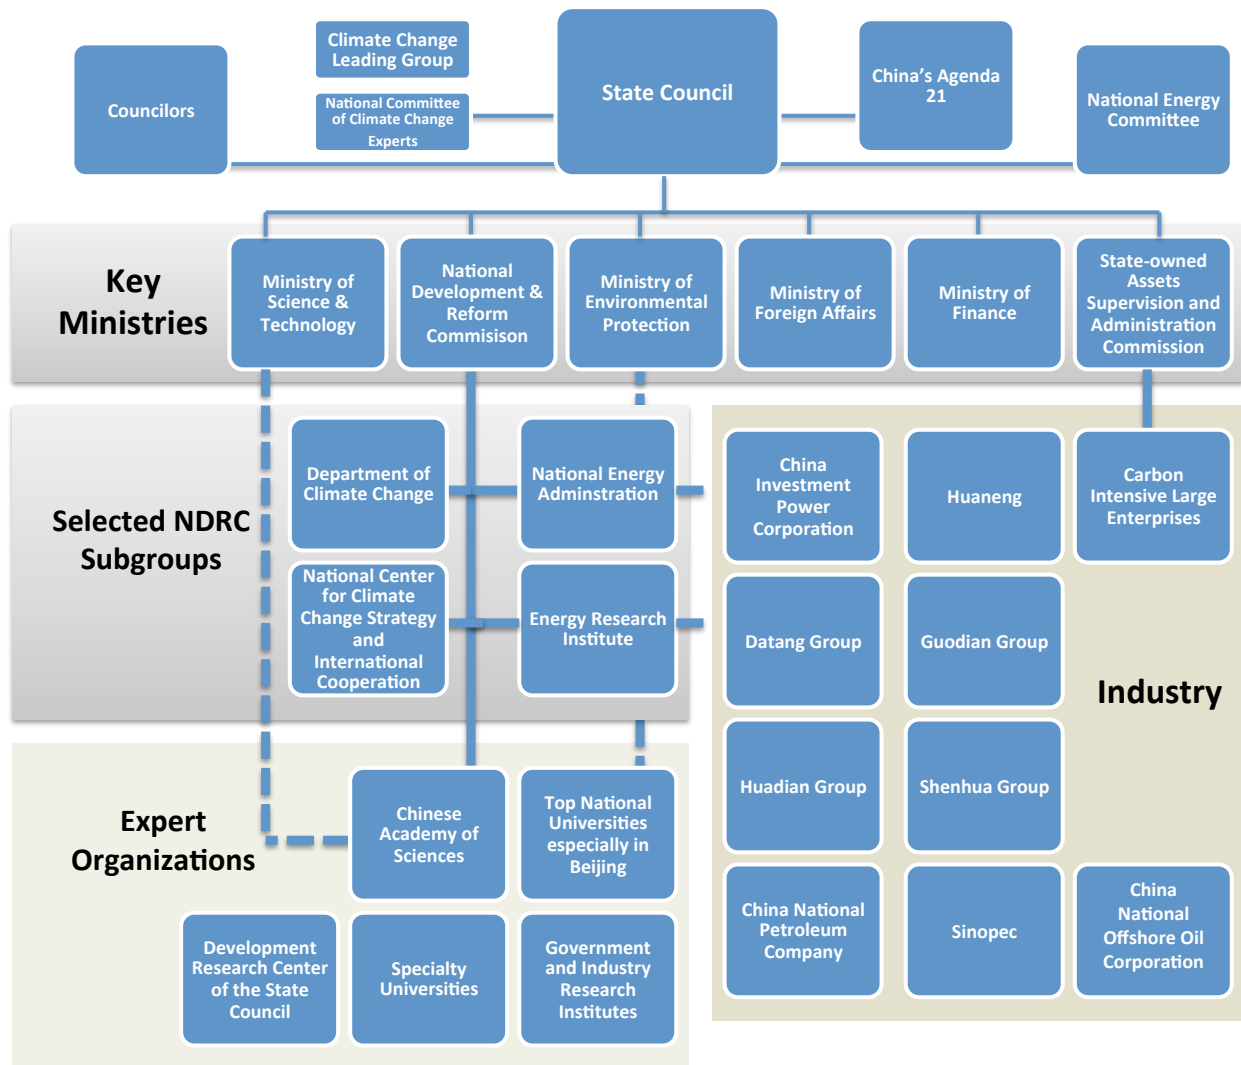 Councilors
Climate Change
Leading Group
National Committee
of Climate Change
Experts
State Council
China’s Agenda
21
National Energy
Committee
Key
Ministries
Ministry of
Science &
Technology
National
Development &
Reform
Commisison
Ministry of
Environmental
Protection
Ministry of
Foreign Affairs
Ministry of
Finance
State-owned
Assets
Supervision and
Administration
Commission
Selected NDRC
Subgroups
Department of
Climate Change
National Energy
Adminstration
National Center
for Climate
Change Strategy
and
International
Cooperation
Energy Research
Institute
Expert
Organizations
Chinese
Academy of
Sciences
Top National
Universities
especially in
Beijing
Development
Research Center
of the State
Council
Specialty
Universities
Government
and Industry
Research
Institutes
Industry
China
Investment
Power
Corporation
Huaneng
Carbon
Intensive Large
Enterprises
Datang Group
Guodian Group
Huadian Group
Shenhua Group
China National
Petroleum
Company
Sinopec
China
National
Offshore Oil
Corporation